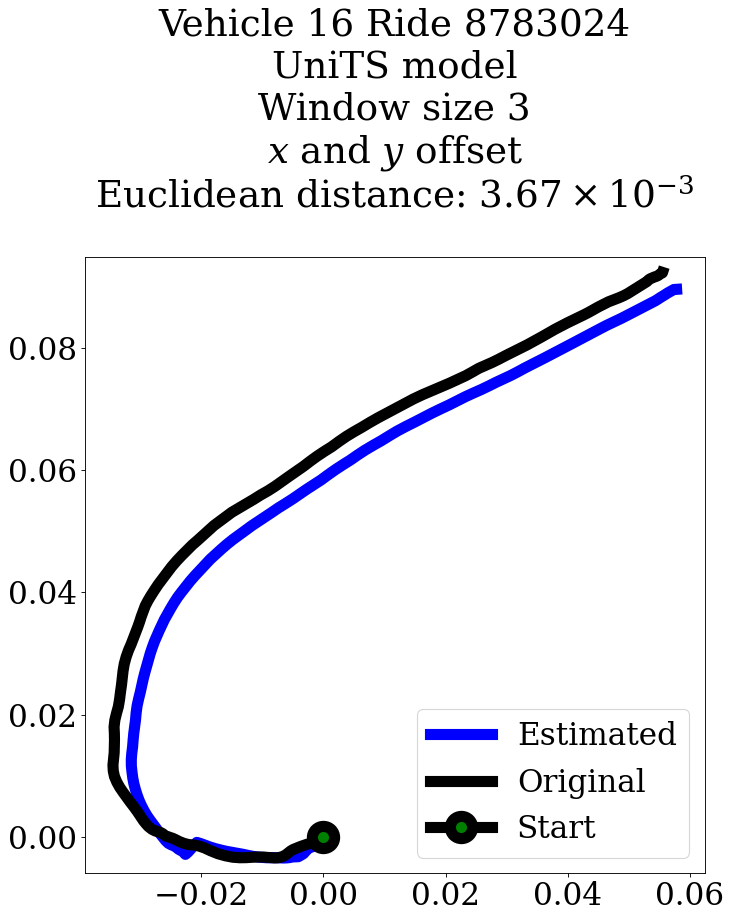 Vehicle 16 Ride 8783024
UniTS model
Window size 3
x and y offset
Euclidean distance: 3.67 × 10⁻³
0.08
0.06
0.04
0.02
0.00
Estimated
Original
Start
−0.02 0.00 0.02 0.04 0.06